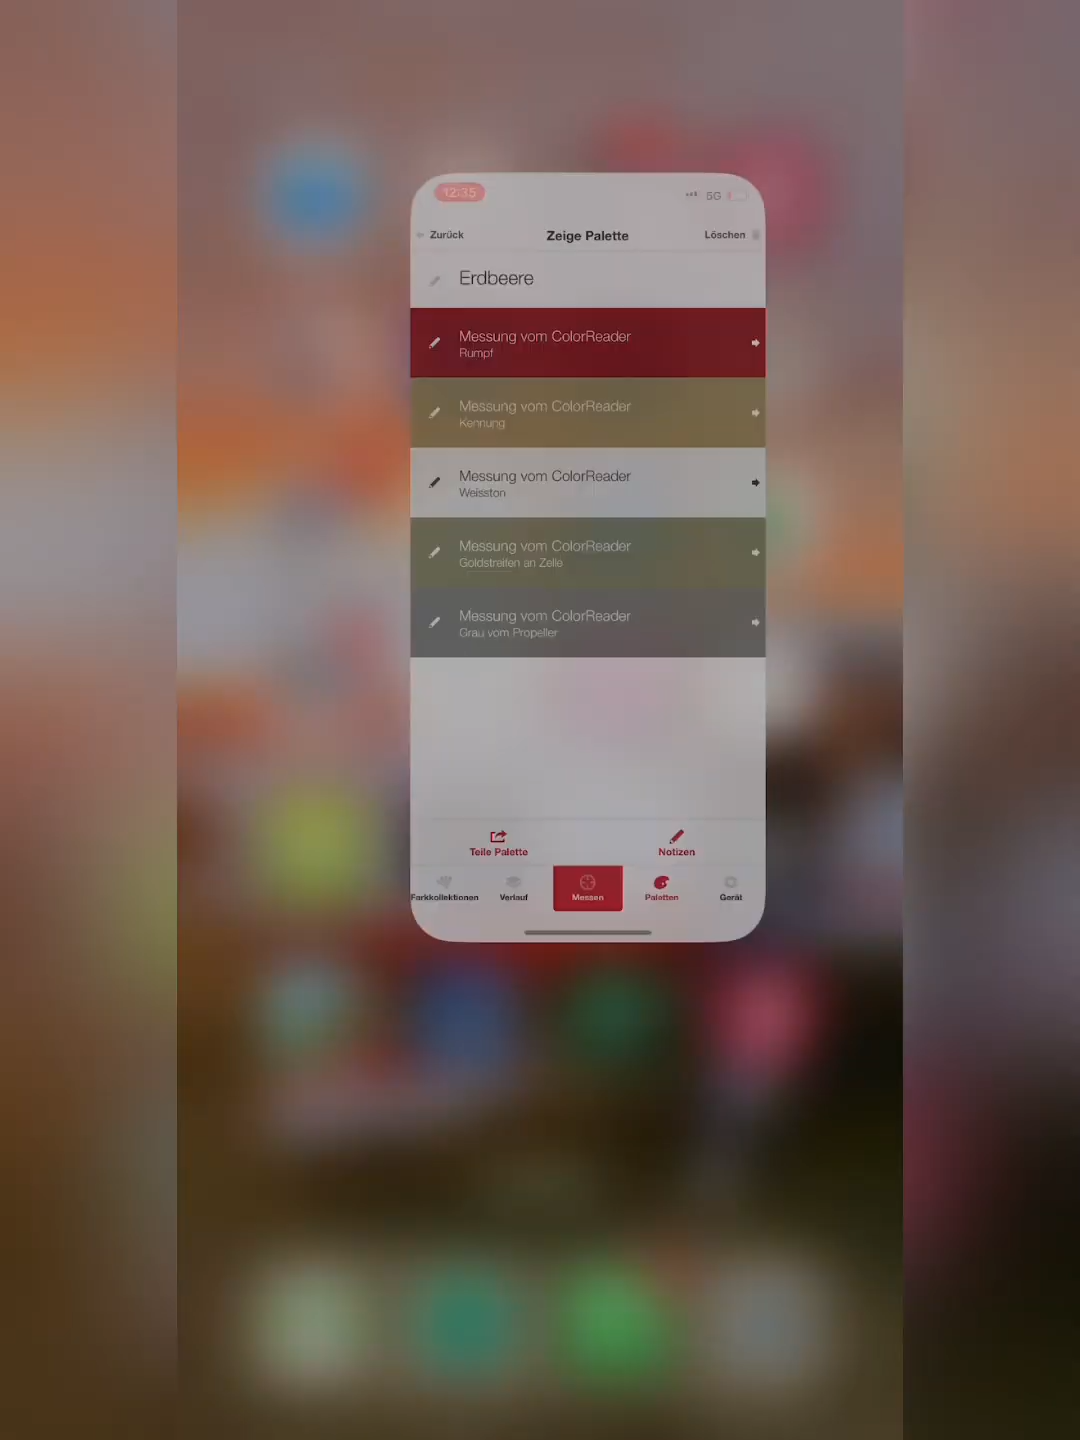 12:35 5G
Zurück Zeige Palette Löschen
Erdbeere
Messung vom ColorReader
Rumpf
Messung vom ColorReader
Kennung
Messung vom ColorReader
Weisston
Messung vom ColorReader
Goldstreifen an Zelle
Messung vom ColorReader
Grau vom Propeller
Teile Palette Notizen
Farkkollektionen Verlauf Messen Paletten Gerät